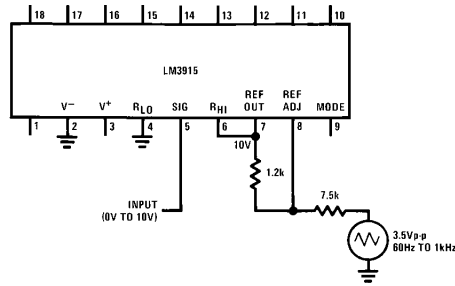 18 17 16 15 14 13 12 11 10
LM3915
V⁻ V⁺ RLO SIG RHI REF OUT REF ADJ MODE
1 2 3 4 5 6 7 8 9
10V
1.2k
7.5k
INPUT
(0V TO 10V)
3.5Vp-p
60Hz TO 1kHz